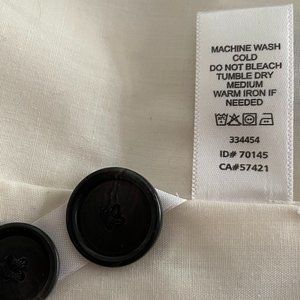 MACHINE WASH
COLD
DO NOT BLEACH
TUMBLE DRY
MEDIUM
WARM IRON IF
NEEDED
334454
ID# 70145
CA#57421